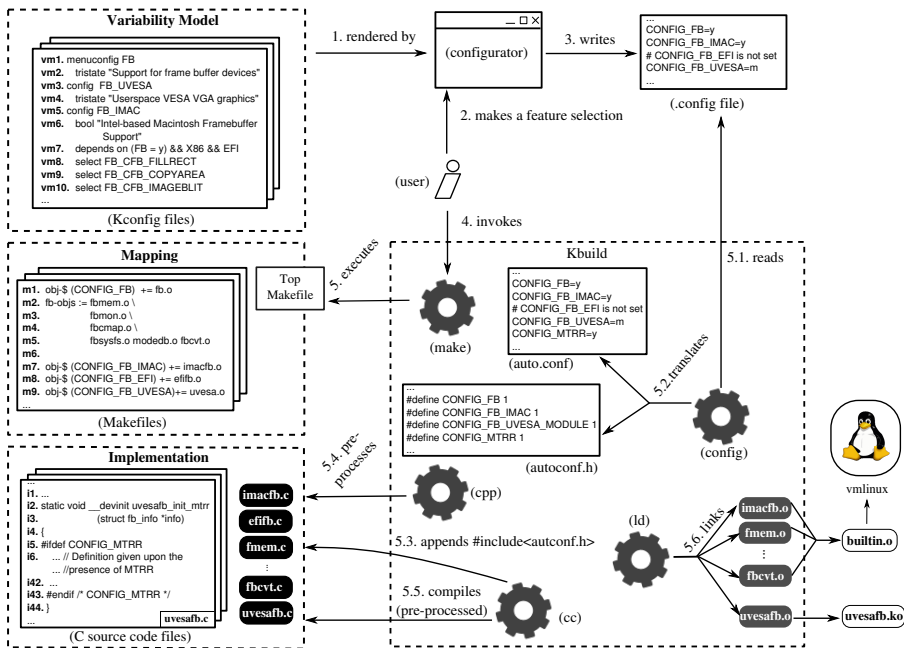 Variability Model
vm1. menuconfig FB
vm2. tristate "Support for frame buffer devices"
vm3. config FB_UVESA
vm4. tristate "Userspace VESA VGA graphics"
vm5. config FB_IMAC
vm6. bool "Intel-based Macintosh Framebuffer
Support"
vm7. depends on (FB = y) && X86 && EFI
vm8. select FB_CFB_FILLRECT
vm9. select FB_CFB_COPYAREA
vm10. select FB_CFB_IMAGEBLIT
...
(Kconfig files)
1. rendered by
(configurator)
3. writes
...
CONFIG_FB=y
CONFIG_FB_IMAC=y
# CONFIG_FB_EFI is not set
CONFIG_FB_UVESA=m
...
(.config file)
2. makes a feature selection
(user)
4. invokes
5.1. reads
Mapping
m1. obj-$ (CONFIG_FB) += fb.o
m2. fb-objs := fbmem.o \
m3. fbmon.o \
m4. fbcmap.o \
m5. fbsysfs.o modedb.o fbcvt.o
m6.
m7. obj-$ (CONFIG_FB_IMAC) += imacfb.o
m8. obj-$ (CONFIG_FB_EFI) += efifb.o
m9. obj-$ (CONFIG_FB_UVESA)+= uvesa.o
...
(Makefiles)
Top
Makefile
5. executes
Kbuild
(make)
...
CONFIG_FB=y
CONFIG_FB_IMAC=y
# CONFIG_FB_EFI is not set
CONFIG_FB_UVESA=m
CONFIG_MTRR=y
...
(auto.conf)
5.2.translates
...
#define CONFIG_FB 1
#define CONFIG_FB_IMAC 1
#define CONFIG_FB_UVESA_MODULE 1
#define CONFIG_MTRR 1
...
(autoconf.h)
(config)
Implementation
i1. ...
i2. static void __devinit uvesafb_init_mtrr
i3. (struct fb_info *info)
i4. {
i5. #ifdef CONFIG_MTRR
i6. ... // Definition given upon the
... //presence of MTRR
i42. ...
i43. #endif /* CONFIG_MTRR */
i44. }
...
uvesafb.c
(C source code files)
imacfb.c
efifb.c
fmem.c
...
fbcvt.c
uvesafb.c
5.4. pre-
processes
(cpp)
5.3. appends #include<autconf.h>
5.5. compiles
(pre-processed)
(cc)
(ld)
5.6. links
imacfb.o
fmem.o
...
fbcvt.o
uvesafb.o
vmlinux
builtin.o
uvesafb.ko